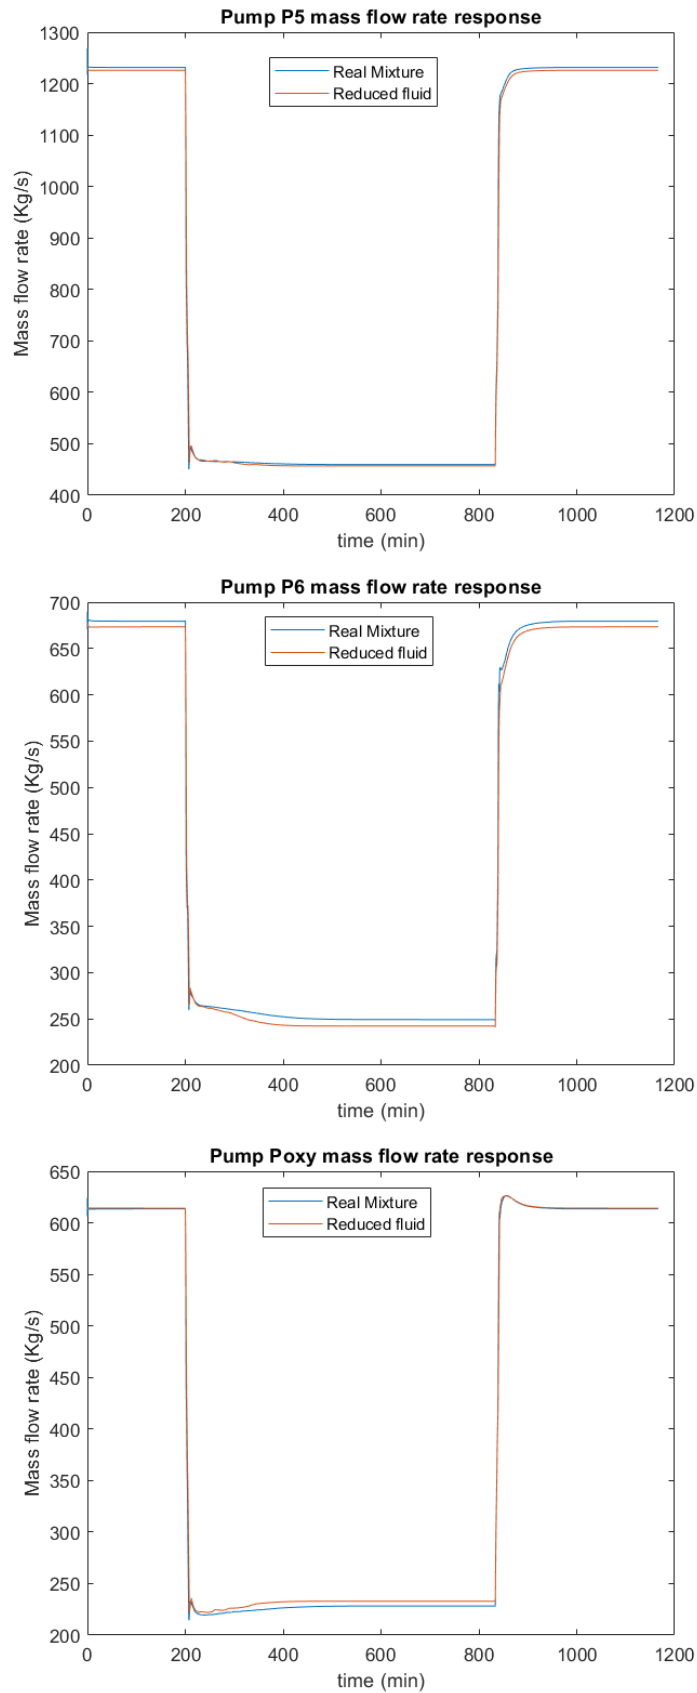 Pump P5 mass flow rate response
1300
1200
1100
1000
900
800
700
600
500
400
Mass flow rate (Kg/s)
Real Mixture
Reduced fluid
0 200 400 600 800 1000 1200
time (min)
Pump P6 mass flow rate response
700
650
600
550
500
450
400
350
300
250
200
Mass flow rate (Kg/s)
Real Mixture
Reduced fluid
0 200 400 600 800 1000 1200
time (min)
Pump Poxy mass flow rate response
650
600
550
500
450
400
350
300
250
200
Mass flow rate (Kg/s)
Real Mixture
Reduced fluid
0 200 400 600 800 1000 1200
time (min)